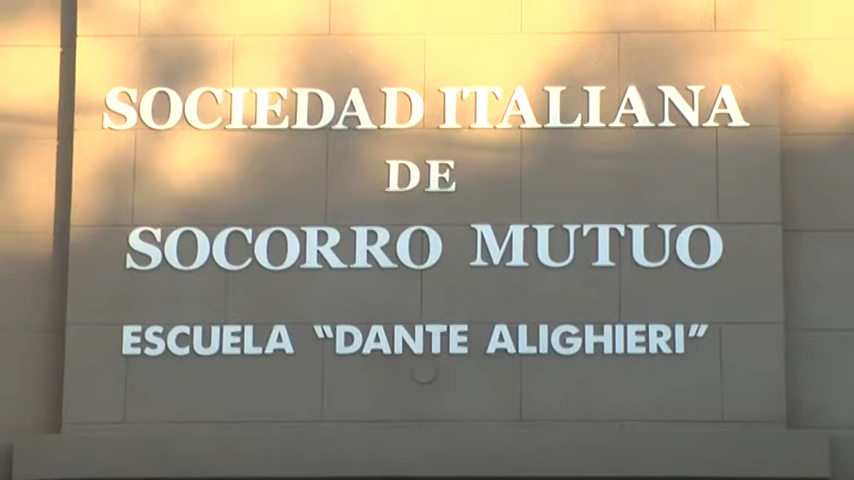 SOCIEDAD ITALIANA
DE
SOCORRO MUTUO
ESCUELA "DANTE ALIGHIERI"